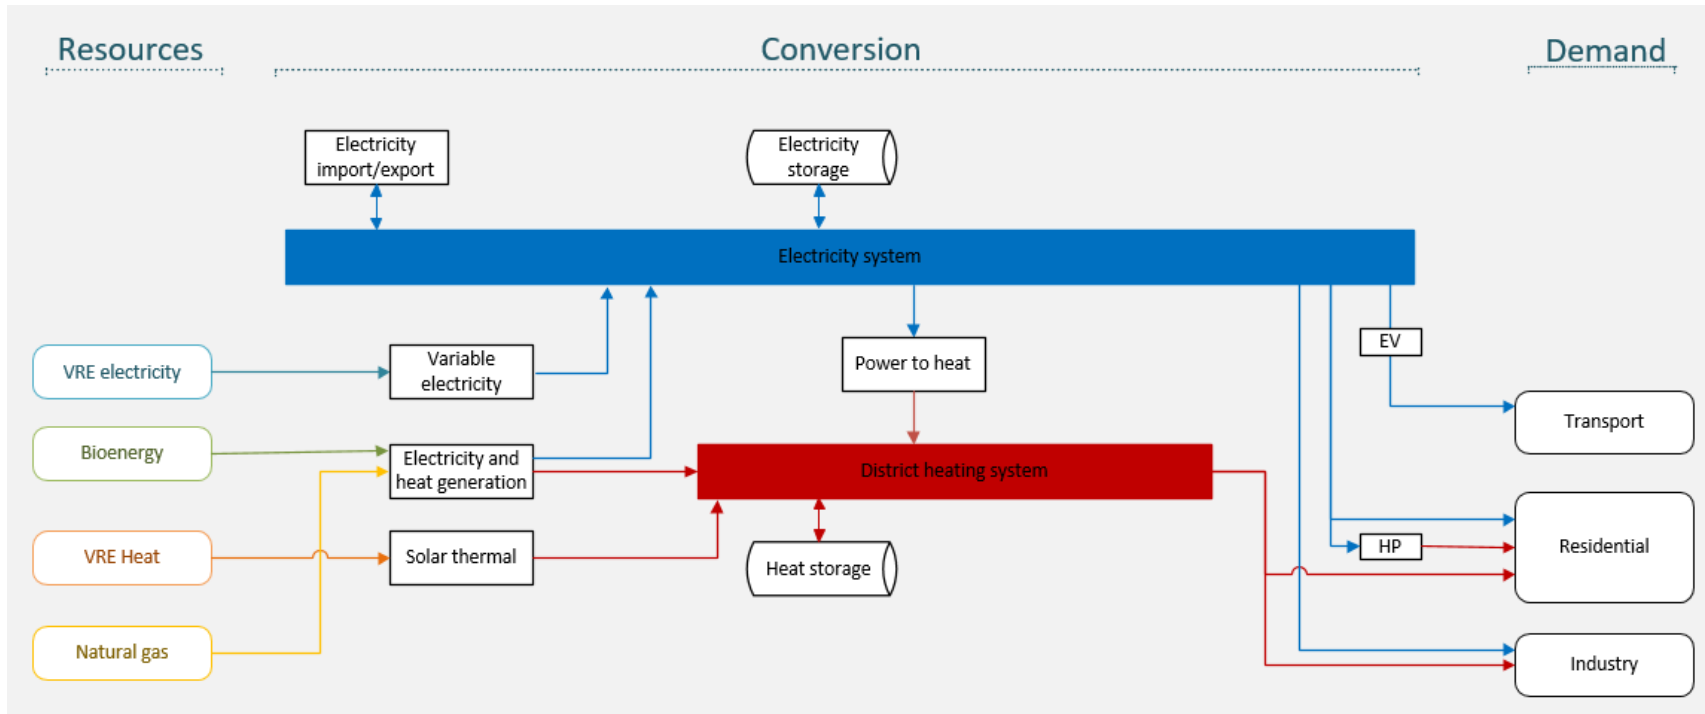 Resources
Conversion
Demand
Electricity
import/export
Electricity
storage
Electricity system
EV
VRE electricity
Variable
electricity
Power to heat
Transport
Bioenergy
Electricity and
heat generation
District heating system
VRE Heat
Solar thermal
Heat storage
HP
Residential
Natural gas
Industry